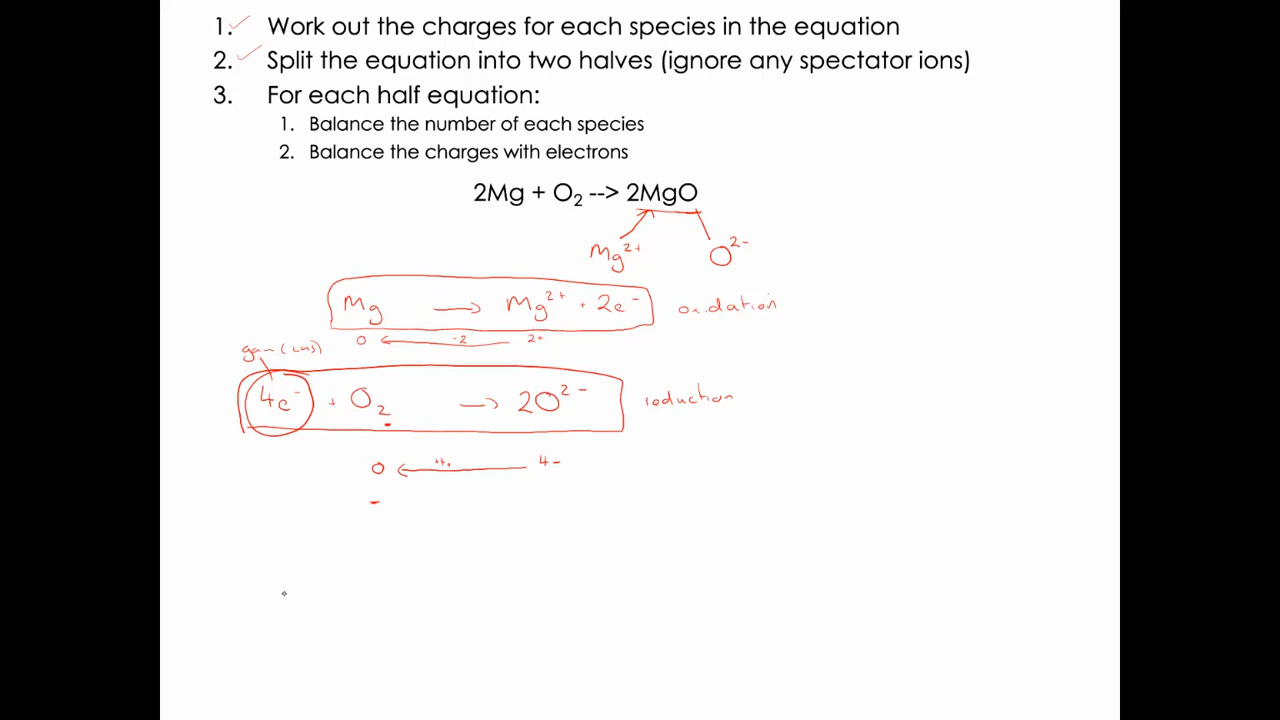 1. Work out the charges for each species in the equation
2. Split the equation into two halves (ignore any spectator ions)
3. For each half equation:
1. Balance the number of each species
2. Balance the charges with electrons
2Mg + O₂ --> 2MgO
Mg²⁺ O²⁻
Mg → Mg²⁺ + 2e⁻ oxidation
0 ← -2 2+
gain (LHS)
4e⁻ + O₂ → 2O²⁻ reduction
0 ← 4-
-